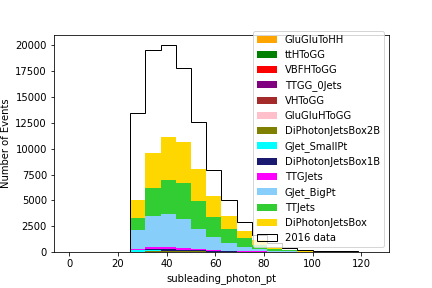 20000
17500
15000
12500
10000
7500
5000
2500
0
Number of Events
0
20
40
60
80
100
120
subleading_photon_pt
GluGluToHH
ttHToGG
VBFHToGG
TTGG_0Jets
VHToGG
GluGluHToGG
DiPhotonJetsBox2B
GJet_SmallPt
DiPhotonJetsBox1B
TTGJets
GJet_BigPt
TTJets
DiPhotonJetsBox
2016 data